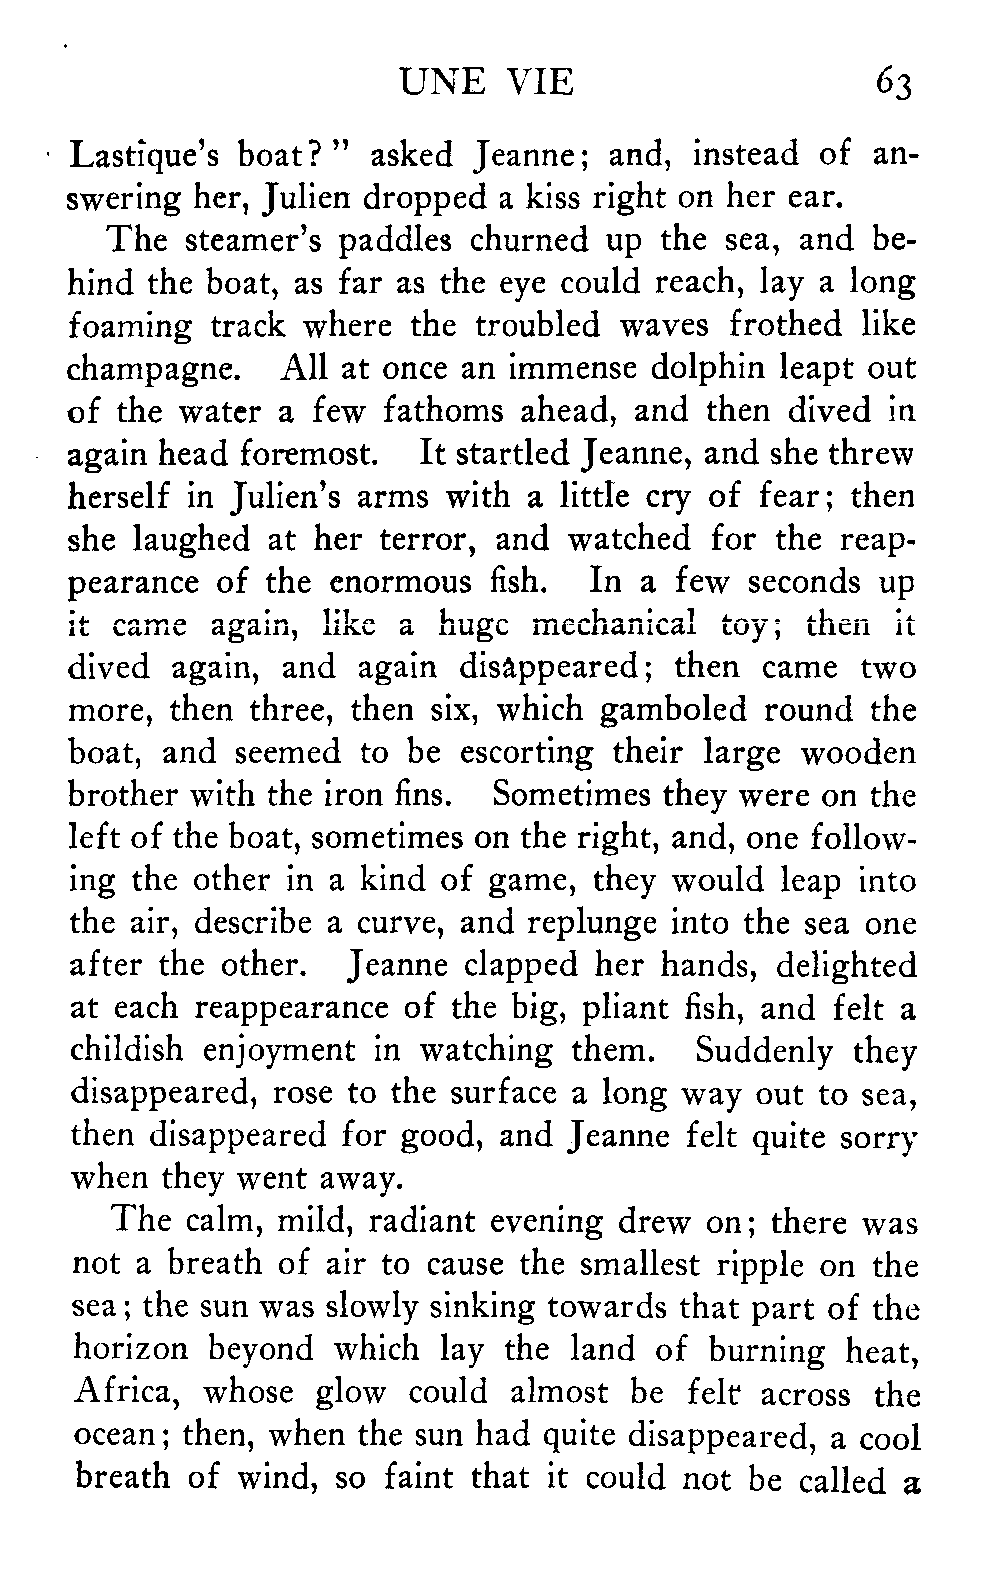 UNE VIE 63
Lastique's boat?" asked Jeanne; and, instead of an-
swering her, Julien dropped a kiss right on her ear.
The steamer's paddles churned up the sea, and be-
hind the boat, as far as the eye could reach, lay a long
foaming track where the troubled waves frothed like
champagne. All at once an immense dolphin leapt out
of the water a few fathoms ahead, and then dived in
again head foremost. It startled Jeanne, and she threw
herself in Julien's arms with a little cry of fear; then
she laughed at her terror, and watched for the reap-
pearance of the enormous fish. In a few seconds up
it came again, like a huge mechanical toy; then it
dived again, and again disappeared; then came two
more, then three, then six, which gamboled round the
boat, and seemed to be escorting their large wooden
brother with the iron fins. Sometimes they were on the
left of the boat, sometimes on the right, and, one follow-
ing the other in a kind of game, they would leap into
the air, describe a curve, and replunge into the sea one
after the other. Jeanne clapped her hands, delighted
at each reappearance of the big, pliant fish, and felt a
childish enjoyment in watching them. Suddenly they
disappeared, rose to the surface a long way out to sea,
then disappeared for good, and Jeanne felt quite sorry
when they went away.
The calm, mild, radiant evening drew on; there was
not a breath of air to cause the smallest ripple on the
sea; the sun was slowly sinking towards that part of the
horizon beyond which lay the land of burning heat,
Africa, whose glow could almost be felt across the
ocean; then, when the sun had quite disappeared, a cool
breath of wind, so faint that it could not be called a